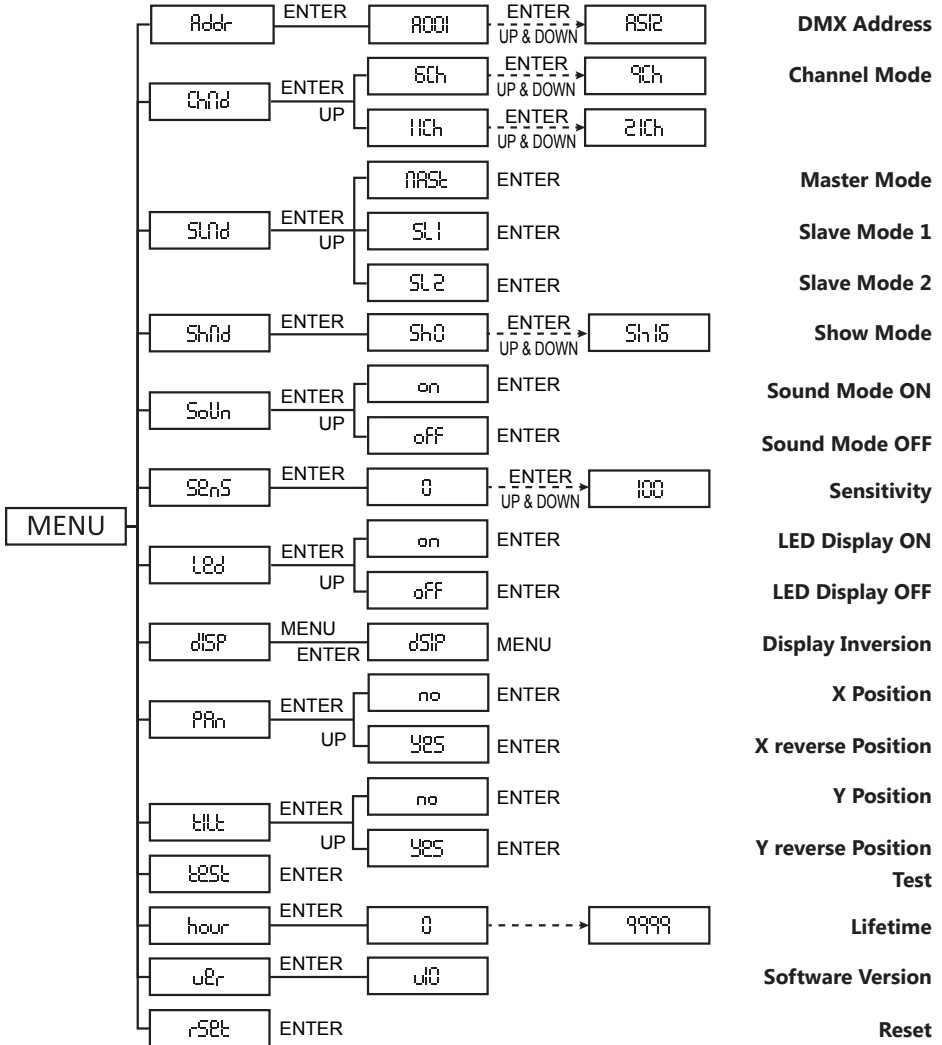 Addr ENTER A001 ENTER UP & DOWN A512 DMX Address
ChMd ENTER UP 6Ch ENTER UP & DOWN 9Ch Channel Mode
11Ch ENTER UP & DOWN 21Ch
SLMd ENTER UP MASt ENTER Master Mode
SL1 ENTER Slave Mode 1
SL2 ENTER Slave Mode 2
ShMd ENTER Sh0 ENTER UP & DOWN Sh16 Show Mode
SoUn ENTER UP on ENTER Sound Mode ON
off ENTER Sound Mode OFF
SenS ENTER 0 ENTER UP & DOWN 100 Sensitivity
MENU
Led ENTER UP on ENTER LED Display ON
off ENTER LED Display OFF
dISP MENU ENTER dSIP MENU Display Inversion
PAn ENTER UP no ENTER X Position
YeS ENTER X reverse Position
tILt ENTER UP no ENTER Y Position
YeS ENTER Y reverse Position
teSt ENTER Test
hour ENTER 0 9999 Lifetime
ver ENTER v10 Software Version
rSet ENTER Reset